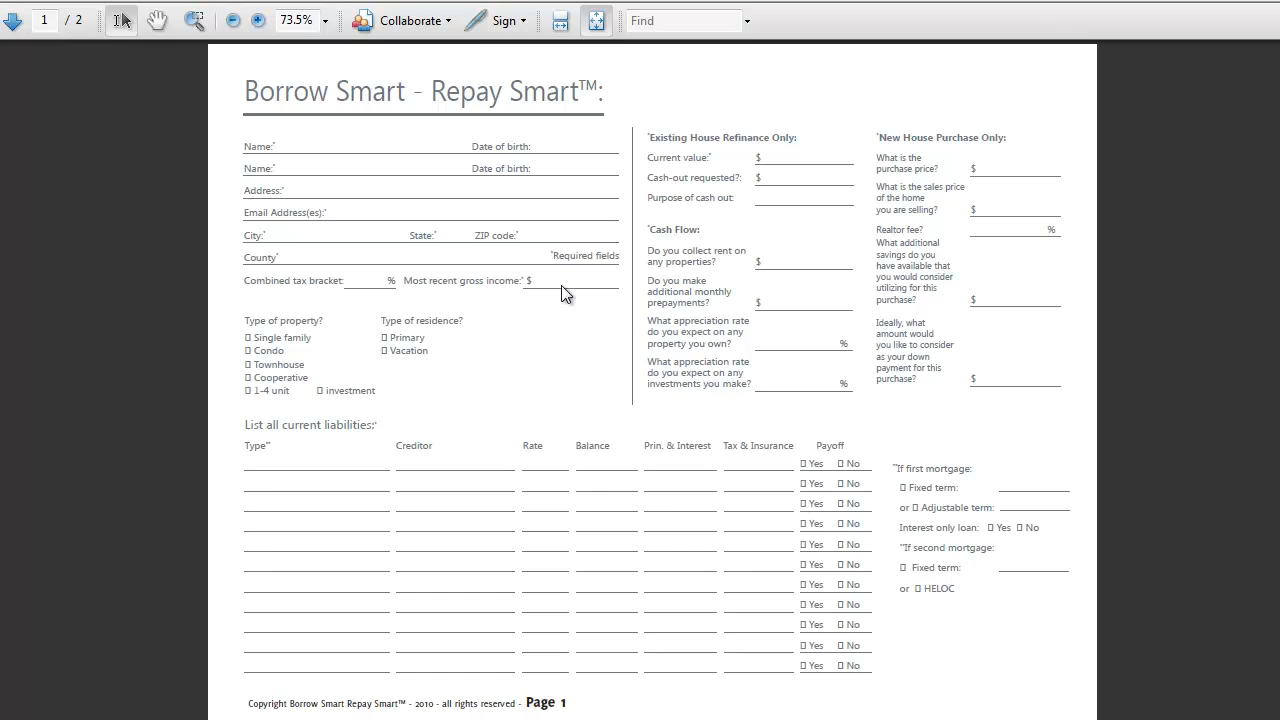 1 / 2 73.5% Collaborate Sign Find
Borrow Smart - Repay Smart™:
Name:* Date of birth:
Name:* Date of birth:
Address:*
Email Address(es):*
City:* State:* ZIP code:*
County* *Required fields
Combined tax bracket: % Most recent gross income:* $
Type of property? Type of residence?
Single family Primary
Condo Vacation
Townhouse
Cooperative
1-4 unit investment
*Existing House Refinance Only:
Current value:* $
Cash-out requested?: $
Purpose of cash out:
*Cash Flow:
Do you collect rent on
any properties? $
Do you make
additional monthly
prepayments? $
What appreciation rate
do you expect on any
property you own? %
What appreciation rate
do you expect on any
investments you make? %
*New House Purchase Only:
What is the
purchase price? $
What is the sales price
of the home
you are selling? $
Realtor fee? %
What additional
savings do you
have available that
you would consider
utilizing for this
purchase? $
Ideally, what
amount would
you like to consider
as your down
payment for this
purchase? $
List all current liabilities:*
Type** Creditor Rate Balance Prin. & Interest Tax & Insurance Payoff
Yes No
Yes No
Yes No
Yes No
Yes No
Yes No
Yes No
Yes No
Yes No
Yes No
Yes No
**If first mortgage:
Fixed term:
or Adjustable term:
Interest only loan: Yes No
**If second mortgage:
Fixed term:
or HELOC
Copyright Borrow Smart Repay Smart™ - 2010 - all rights reserved - Page 1